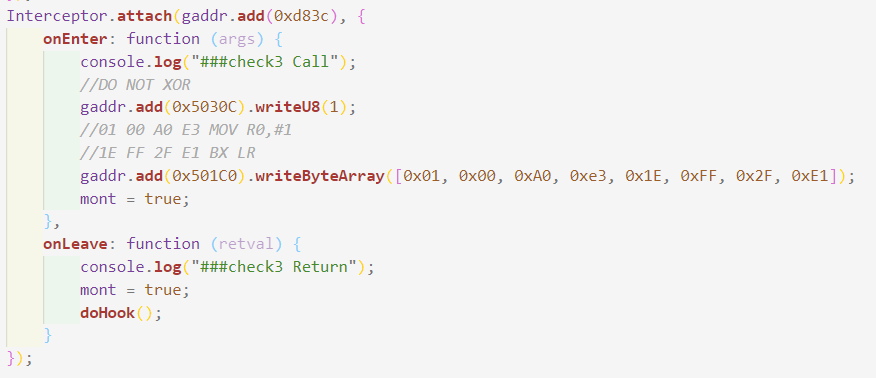 Interceptor.attach(gaddr.add(0xd83c), {
onEnter: function (args) {
console.log("###check3 Call");
//DO NOT XOR
gaddr.add(0x5030C).writeU8(1);
//01 00 A0 E3 MOV R0,#1
//1E FF 2F E1 BX LR
gaddr.add(0x501C0).writeByteArray([0x01, 0x00, 0xA0, 0xe3, 0x1E, 0xFF, 0x2F, 0xE1]);
mont = true;
},
onLeave: function (retval) {
console.log("###check3 Return");
mont = true;
doHook();
}
});